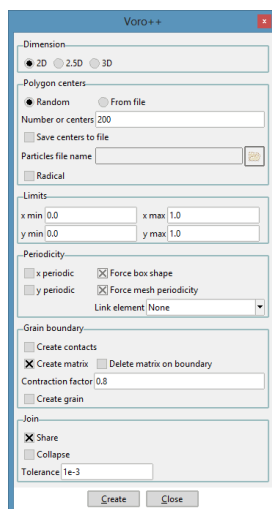 Voro++
x
Dimension
2D 2.5D 3D
Polygon centers
Random From file
Number or centers 200
Save centers to file
Particles file name
Radical
Limits
x min 0.0 x max 1.0
y min 0.0 y max 1.0
Periodicity
x periodic Force box shape
y periodic Force mesh periodicity
Link element None
Grain boundary
Create contacts
Create matrix Delete matrix on boundary
Contraction factor 0.8
Create grain
Join
Share
Collapse
Tolerance 1e-3
Create Close